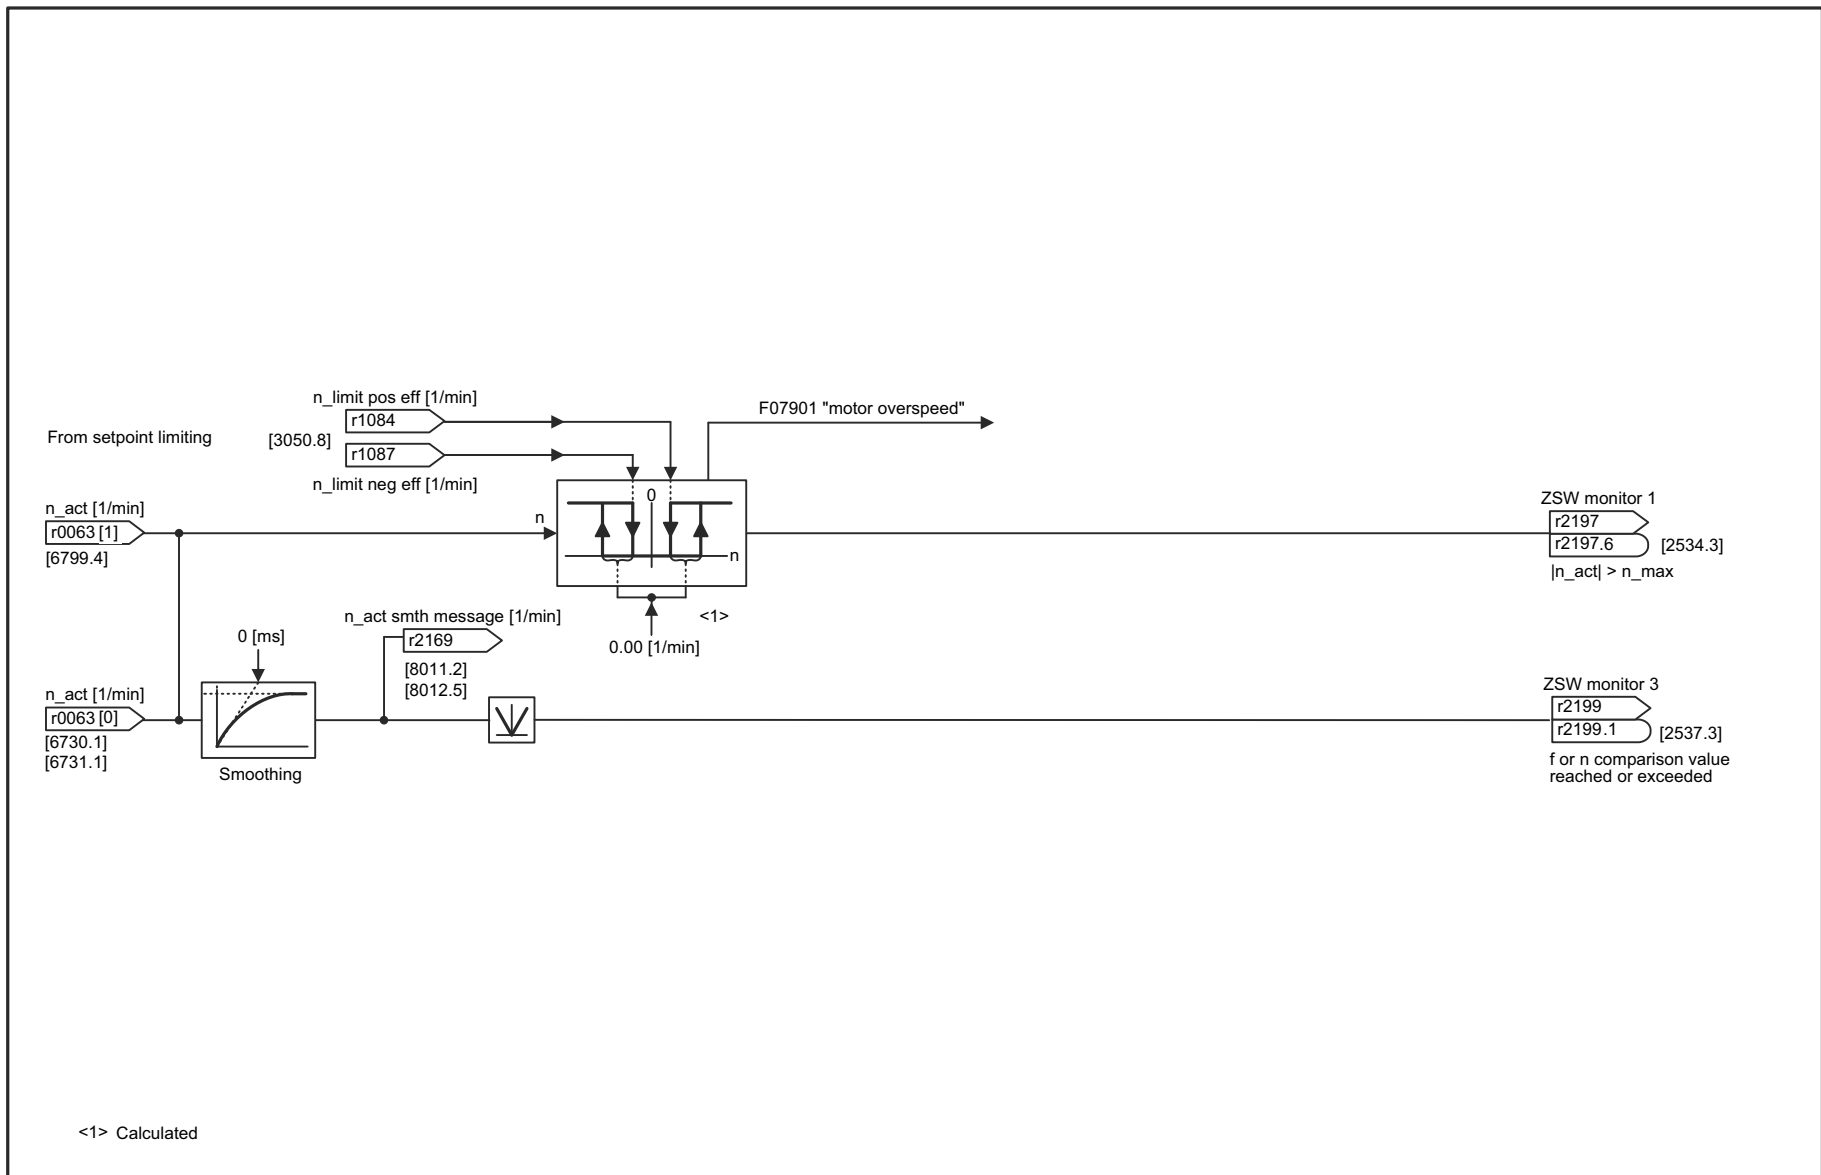 n_limit pos eff [1/min]
r1084
F07901 "motor overspeed"
From setpoint limiting
[3050.8]
r1087
n_limit neg eff [1/min]
n_act [1/min]
r0063 [1]
[6799.4]
n
0
n
ZSW monitor 1
r2197
r2197.6
[2534.3]
|n_act| > n_max
<1>
0.00 [1/min]
n_act smth message [1/min]
r2169
[8011.2]
[8012.5]
0 [ms]
n_act [1/min]
r0063 [0]
[6730.1]
[6731.1]
Smoothing
ZSW monitor 3
r2199
r2199.1
[2537.3]
f or n comparison value
reached or exceeded
<1> Calculated